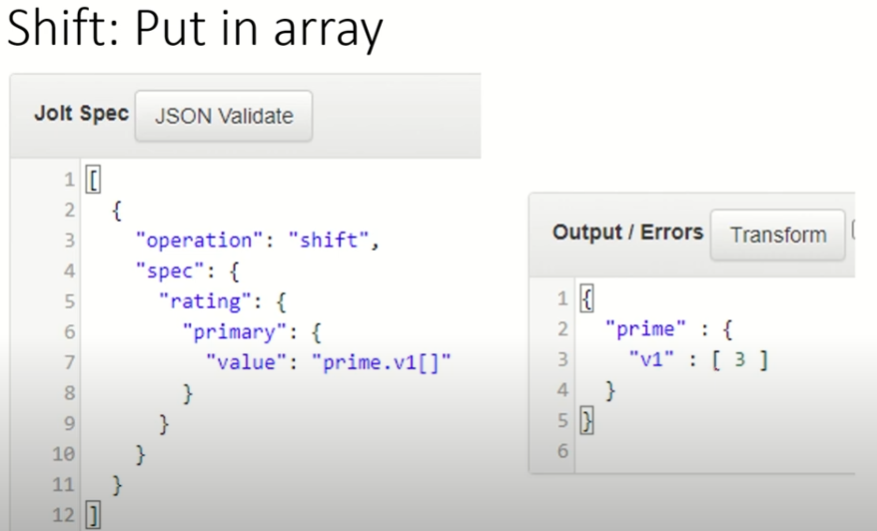 Shift: Put in array
Jolt Spec JSON Validate
1 [
2 {
3 "operation": "shift",
4 "spec": {
5 "rating": {
6 "primary": {
7 "value": "prime.v1[]"
8 }
9 }
10 }
11 }
12 ]
Output / Errors Transform
1 {
2 "prime" : {
3 "v1" : [ 3 ]
4 }
5 }
6